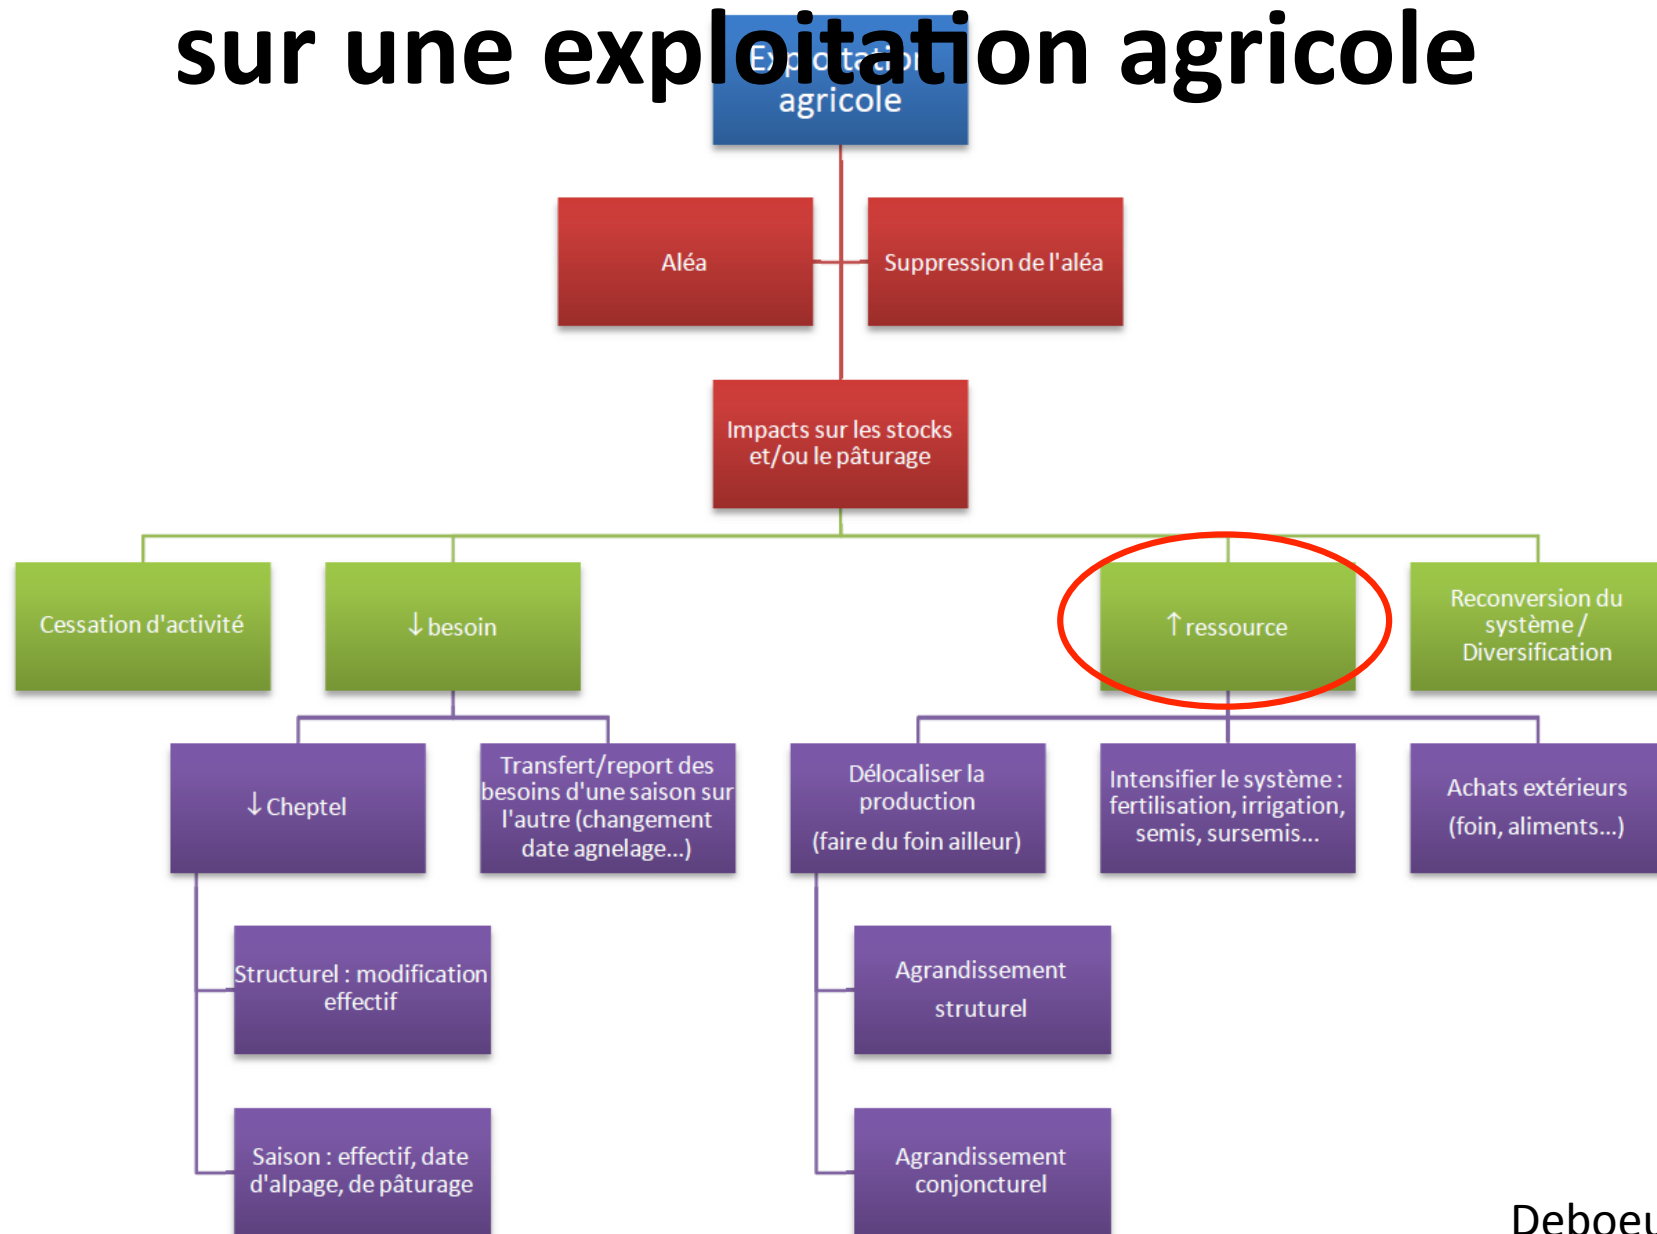 sur une exploitation agricole
Exploitation
agricole
Aléa
Suppression de l'aléa
Impacts sur les stocks
et/ou le pâturage
Cessation d'activité
↓ besoin
↑ ressource
Reconversion du
système /
Diversification
↓ Cheptel
Transfert/report des
besoins d'une saison sur
l'autre (changement
date agnelage...)
Délocaliser la
production
(faire du foin ailleur)
Intensifier le système :
fertilisation, irrigation,
semis, sursemis...
Achats extérieurs
(foin, aliments...)
Structurel : modification
effectif
Agrandissement
struturel
Saison : effectif, date
d'alpage, de pâturage
Agrandissement
conjoncturel
Deboeu